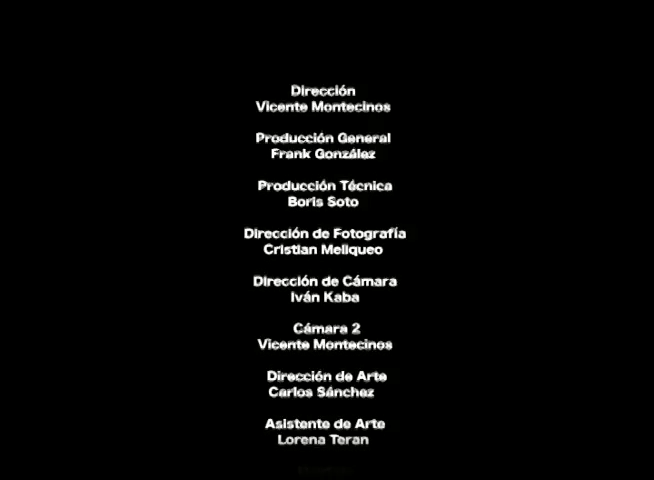 Dirección
Vicente Montecinos
Producción General
Frank González
Producción Técnica
Boris Soto
Dirección de Fotografía
Cristian Meliqueo
Dirección de Cámara
Iván Kaba
Cámara 2
Vicente Montecinos
Dirección de Arte
Carlos Sánchez
Asistente de Arte
Lorena Teran